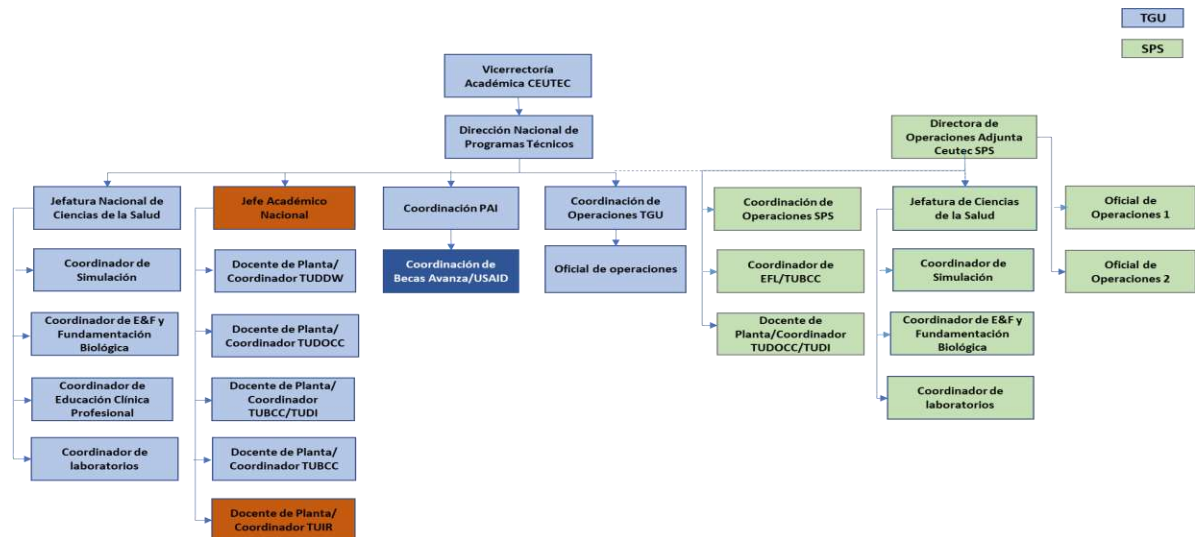 TGU
SPS
Vicerrectoría
Académica CEUTEC
Dirección Nacional de
Programas Técnicos
Directora de
Operaciones Adjunta
Ceutec SPS
Jefatura Nacional de
Ciencias de la Salud
Jefe Académico
Nacional
Coordinación PAI
Coordinación de
Operaciones TGU
Coordinación de
Operaciones SPS
Jefatura de Ciencias
de la Salud
Oficial de
Operaciones 1
Coordinador de
Simulación
Docente de Planta/
Coordinador TUDDW
Coordinación de
Becas Avanza/USAID
Oficial de operaciones
Coordinador de
EFL/TUBCC
Coordinador de
Simulación
Oficial de
Operaciones 2
Coordinador de E&F y
Fundamentación
Biológica
Docente de Planta/
Coordinador TUDOCC
Docente de
Planta/Coordinador
TUDOCC/TUDI
Coordinador de E&F y
Fundamentación
Biológica
Coordinador de
Educación Clínica
Profesional
Docente de Planta/
Coordinador
TUBCC/TUDI
Coordinador de
laboratorios
Coordinador de
laboratorios
Docente de Planta/
Coordinador TUBCC
Docente de Planta/
Coordinador TUIR